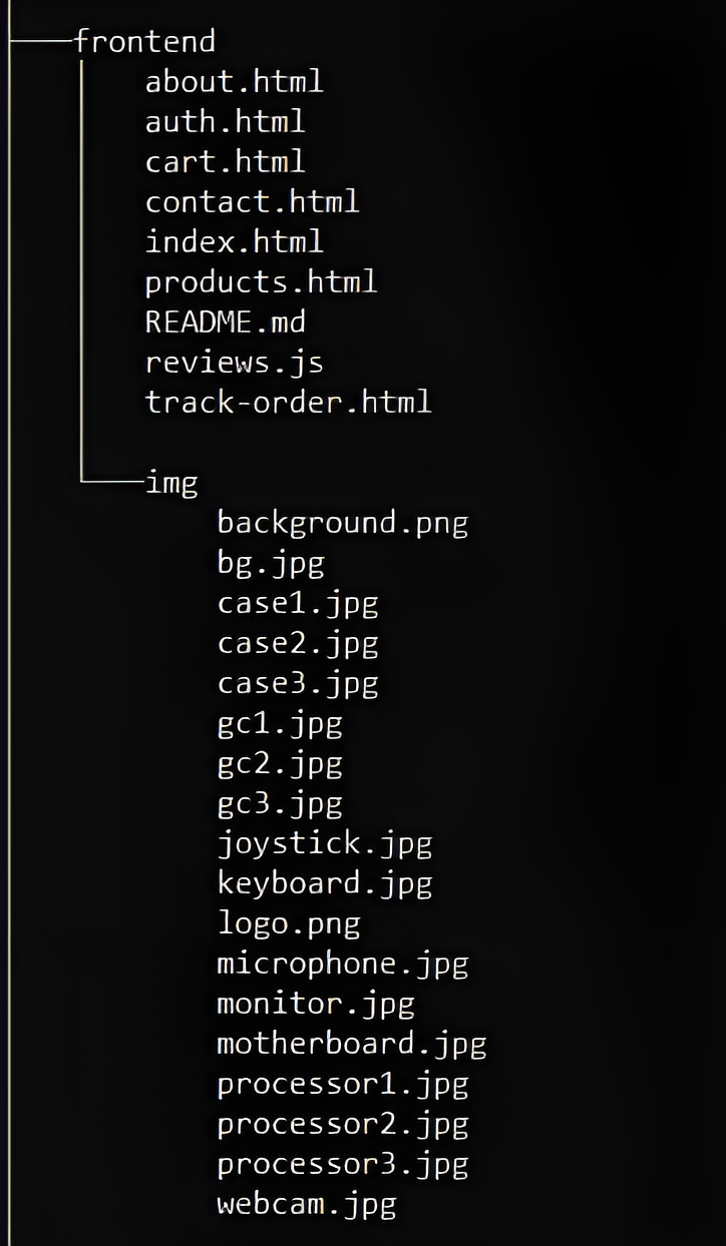 frontend
about.html
auth.html
cart.html
contact.html
index.html
products.html
README.md
reviews.js
track-order.html
img
background.png
bg.jpg
case1.jpg
case2.jpg
case3.jpg
gc1.jpg
gc2.jpg
gc3.jpg
joystick.jpg
keyboard.jpg
logo.png
microphone.jpg
monitor.jpg
motherboard.jpg
processor1.jpg
processor2.jpg
processor3.jpg
webcam.jpg